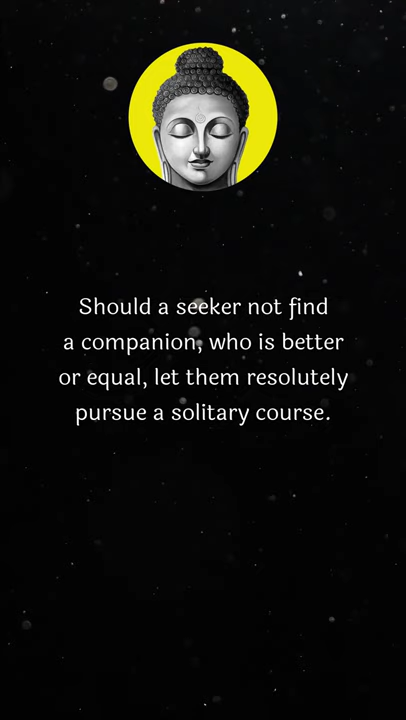 Should a seeker not find
a companion, who is better
or equal, let them resolutely
pursue a solitary course.